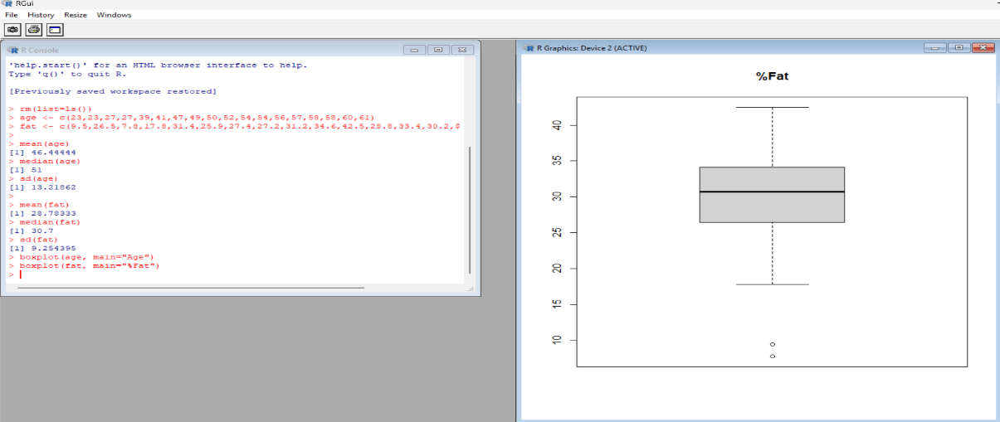 RGui
File History Resize Windows
R Console
'help.start()' for an HTML browser interface to help.
Type 'q()' to quit R.
[Previously saved workspace restored]
> rm(list=ls())
> age <- c(23,23,27,27,39,41,47,49,50,52,54,54,56,57,58,58,60,61)
> fat <- c(9.5,26.5,7.8,17.8,31.4,25.9,27.4,27.2,31.2,34.6,42.5,28.8,33.4,30.2,$
>
> mean(age)
[1] 46.44444
> median(age)
[1] 51
> sd(age)
[1] 13.21862
>
> mean(fat)
[1] 28.78333
> median(fat)
[1] 30.7
> sd(fat)
[1] 9.254395
> boxplot(age, main="Age")
> boxplot(fat, main="%Fat")
>
R Graphics: Device 2 (ACTIVE)
%Fat
40
35
30
25
20
15
10